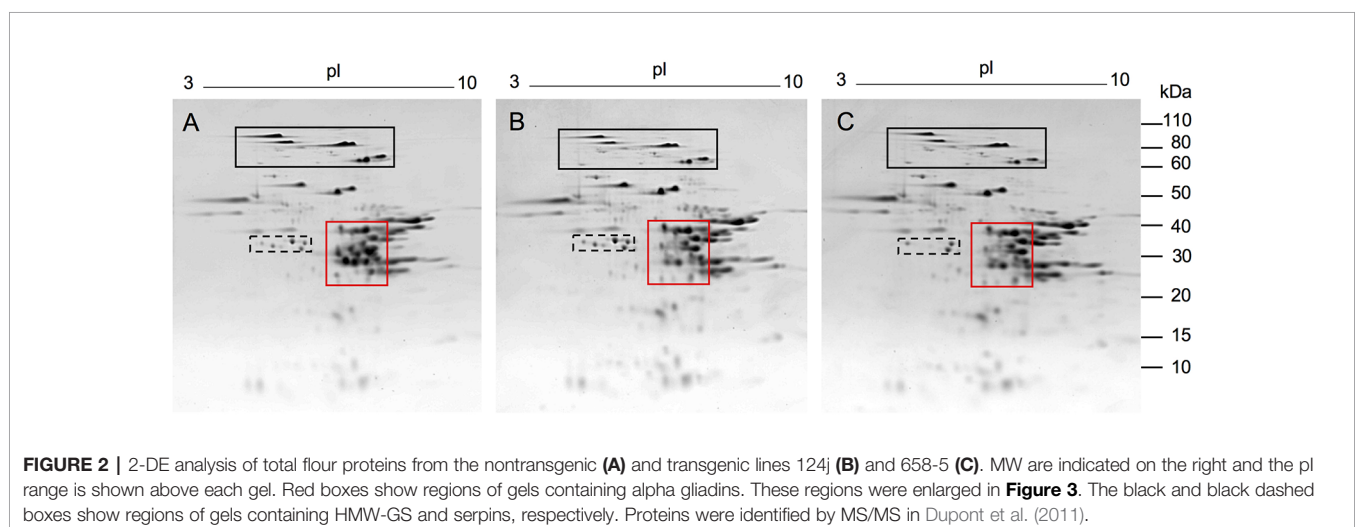 pI
3 10
pI
3 10
pI
3 10
kDa
A
B
C
110
80
60
50
40
30
20
15
10
FIGURE 2 | 2-DE analysis of total flour proteins from the nontransgenic (A) and transgenic lines 124j (B) and 658-5 (C). MW are indicated on the right and the pI
range is shown above each gel. Red boxes show regions of gels containing alpha gliadins. These regions were enlarged in Figure 3. The black and black dashed
boxes show regions of gels containing HMW-GS and serpins, respectively. Proteins were identified by MS/MS in Dupont et al. (2011).